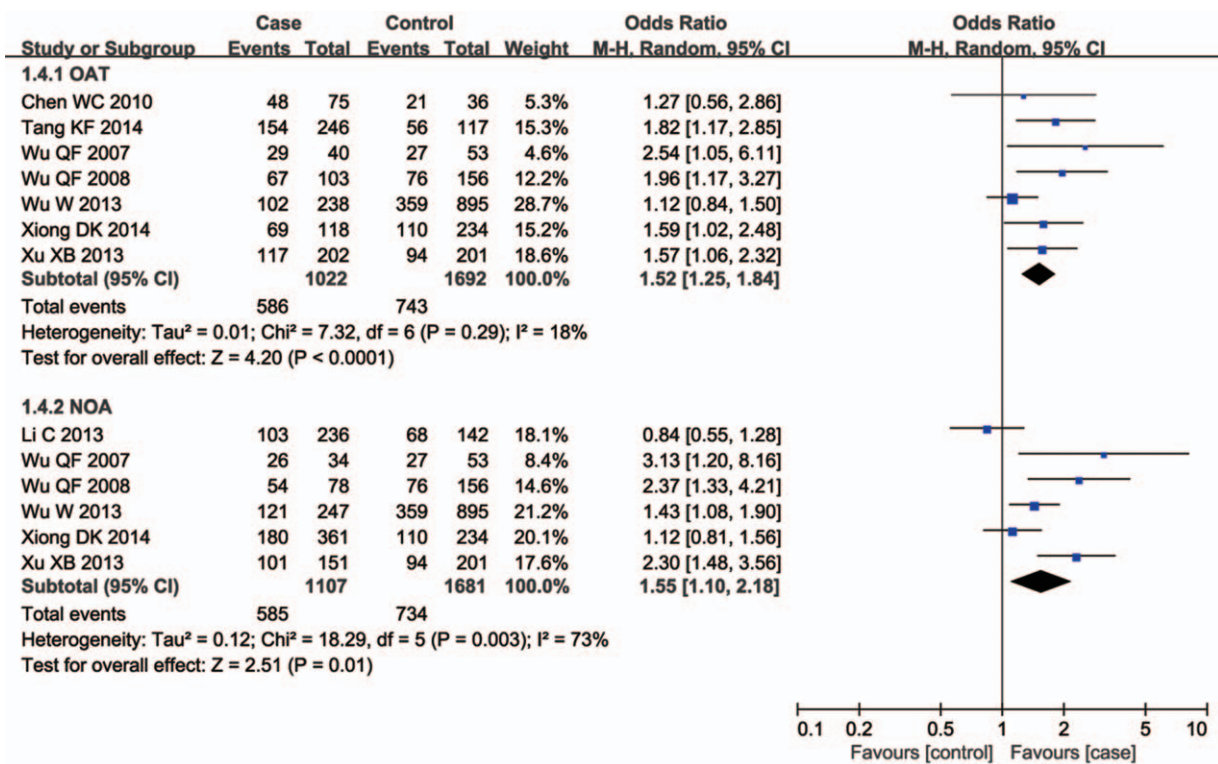 Case Control Odds Ratio Odds Ratio
Study or Subgroup Events Total Events Total Weight M-H, Random, 95% CI M-H, Random, 95% CI
1.4.1 OAT
Chen WC 2010 48 75 21 36 5.3% 1.27 [0.56, 2.86]
Tang KF 2014 154 246 56 117 15.3% 1.82 [1.17, 2.85]
Wu QF 2007 29 40 27 53 4.6% 2.54 [1.05, 6.11]
Wu QF 2008 67 103 76 156 12.2% 1.96 [1.17, 3.27]
Wu W 2013 102 238 359 895 28.7% 1.12 [0.84, 1.50]
Xiong DK 2014 69 118 110 234 15.2% 1.59 [1.02, 2.48]
Xu XB 2013 117 202 94 201 18.6% 1.57 [1.06, 2.32]
Subtotal (95% CI) 1022 1692 100.0% 1.52 [1.25, 1.84]
Total events 586 743
Heterogeneity: Tau² = 0.01; Chi² = 7.32, df = 6 (P = 0.29); I² = 18%
Test for overall effect: Z = 4.20 (P < 0.0001)
1.4.2 NOA
Li C 2013 103 236 68 142 18.1% 0.84 [0.55, 1.28]
Wu QF 2007 26 34 27 53 8.4% 3.13 [1.20, 8.16]
Wu QF 2008 54 78 76 156 14.6% 2.37 [1.33, 4.21]
Wu W 2013 121 247 359 895 21.2% 1.43 [1.08, 1.90]
Xiong DK 2014 180 361 110 234 20.1% 1.12 [0.81, 1.56]
Xu XB 2013 101 151 94 201 17.6% 2.30 [1.48, 3.56]
Subtotal (95% CI) 1107 1681 100.0% 1.55 [1.10, 2.18]
Total events 585 734
Heterogeneity: Tau² = 0.12; Chi² = 18.29, df = 5 (P = 0.003); I² = 73%
Test for overall effect: Z = 2.51 (P = 0.01)
0.1 0.2 0.5 1 2 5 10
Favours [control] Favours [case]